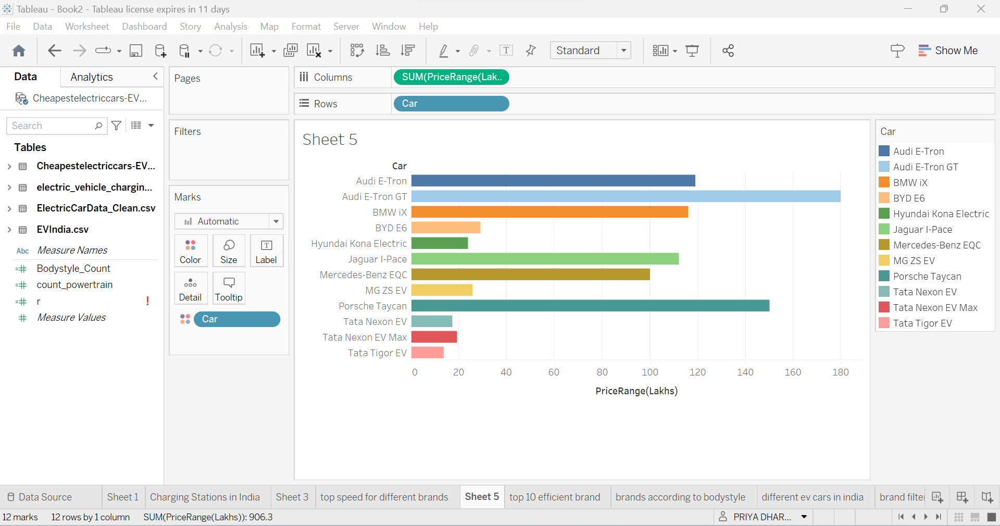 Tableau - Book2 - Tableau license expires in 11 days
File Data Worksheet Dashboard Story Analysis Map Format Server Window Help
Standard
Show Me
Data Analytics
Cheapestelectriccars-EV...
Search
Tables
Cheapestelectriccars-EV...
electric_vehicle_chargin...
ElectricCarData_Clean.csv
EVIndia.csv
Abc Measure Names
Bodystyle_Count
count_powertrain
r !
Measure Values
Pages
Filters
Marks
Automatic
Color Size Label
Detail Tooltip
Car
Columns SUM(PriceRange(Lak..
Rows Car
Sheet 5
Car
Audi E-Tron
Audi E-Tron GT
BMW iX
BYD E6
Hyundai Kona Electric
Jaguar I-Pace
Mercedes-Benz EQC
MG ZS EV
Porsche Taycan
Tata Nexon EV
Tata Nexon EV Max
Tata Tigor EV
0 20 40 60 80 100 120 140 160 180
PriceRange(Lakhs)
Car
Audi E-Tron
Audi E-Tron GT
BMW iX
BYD E6
Hyundai Kona Electric
Jaguar I-Pace
Mercedes-Benz EQC
MG ZS EV
Porsche Taycan
Tata Nexon EV
Tata Nexon EV Max
Tata Tigor EV
Data Source Sheet 1 Charging Stations in India Sheet 3 top speed for different brands Sheet 5 top 10 efficient brand brands according to bodystyle different ev cars in india brand filte
12 marks 12 rows by 1 column SUM(PriceRange(Lakhs)): 906.3 PRIYA DHAR...